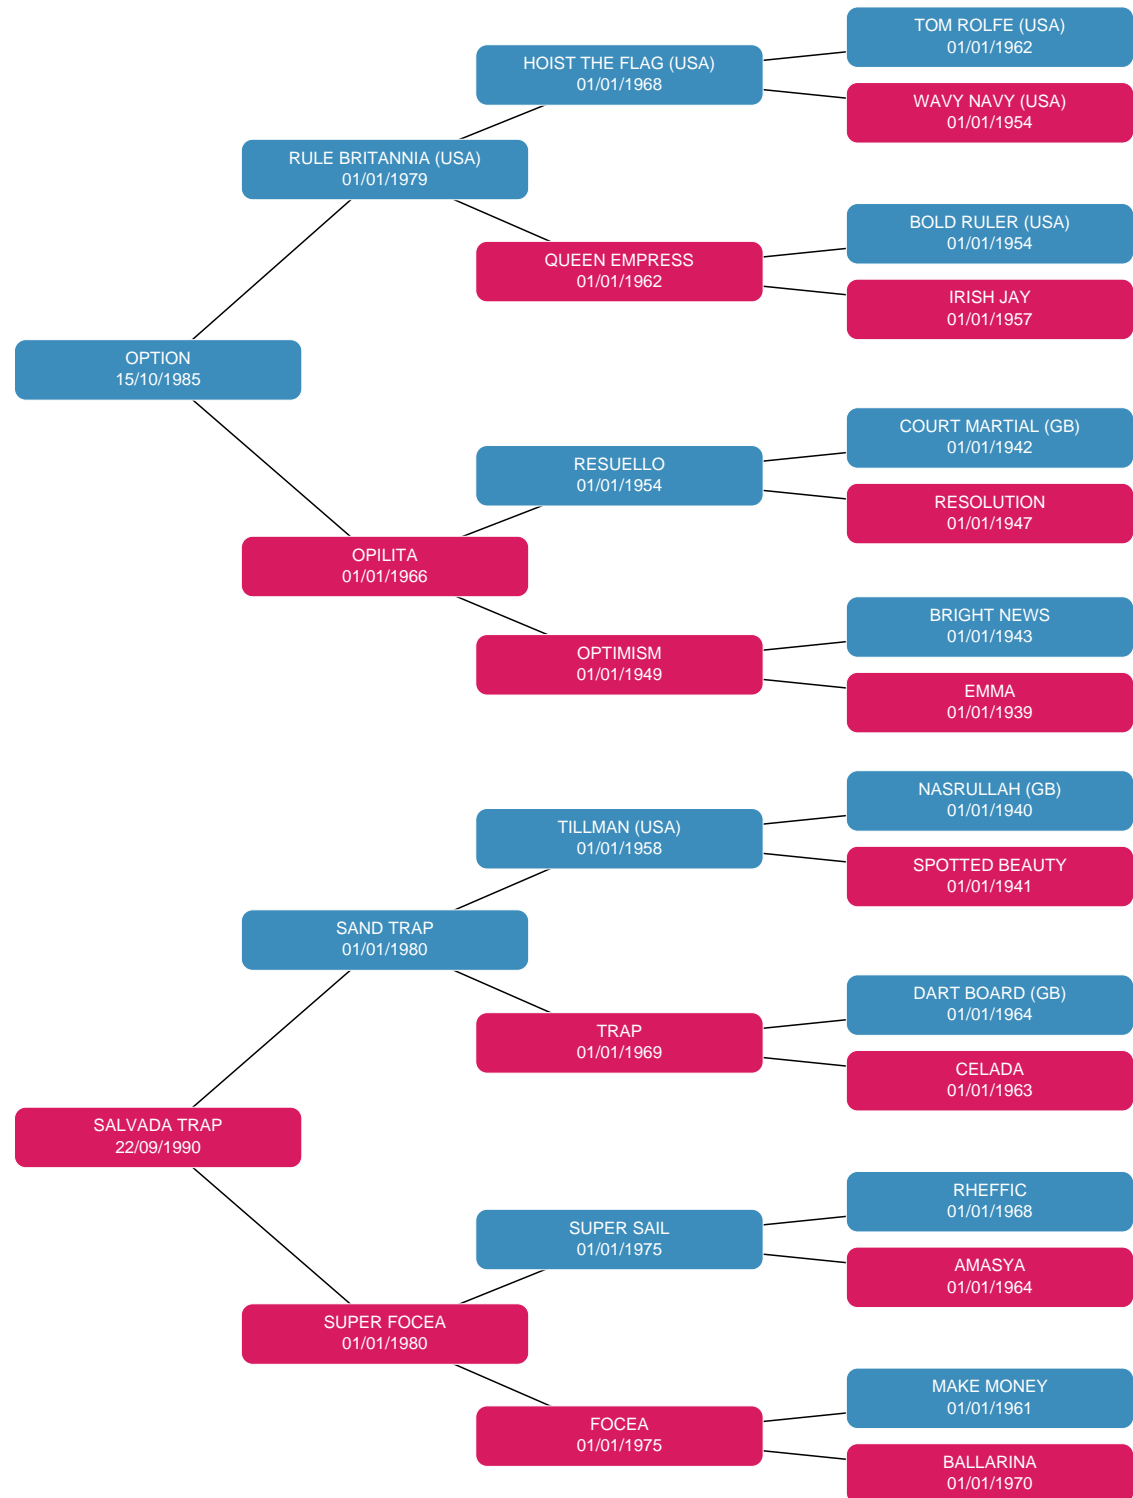 TOM ROLFE (USA)
01/01/1962
HOIST THE FLAG (USA)
01/01/1968
WAVY NAVY (USA)
01/01/1954
RULE BRITANNIA (USA)
01/01/1979
BOLD RULER (USA)
01/01/1954
QUEEN EMPRESS
01/01/1962
IRISH JAY
01/01/1957
OPTION
15/10/1985
COURT MARTIAL (GB)
01/01/1942
RESUELLO
01/01/1954
RESOLUTION
01/01/1947
OPILITA
01/01/1966
BRIGHT NEWS
01/01/1943
OPTIMISM
01/01/1949
EMMA
01/01/1939
NASRULLAH (GB)
01/01/1940
TILLMAN (USA)
01/01/1958
SPOTTED BEAUTY
01/01/1941
SAND TRAP
01/01/1980
DART BOARD (GB)
01/01/1964
TRAP
01/01/1969
CELADA
01/01/1963
SALVADA TRAP
22/09/1990
RHEFFIC
01/01/1968
SUPER SAIL
01/01/1975
AMASYA
01/01/1964
SUPER FOCEA
01/01/1980
MAKE MONEY
01/01/1961
FOCEA
01/01/1975
BALLARINA
01/01/1970